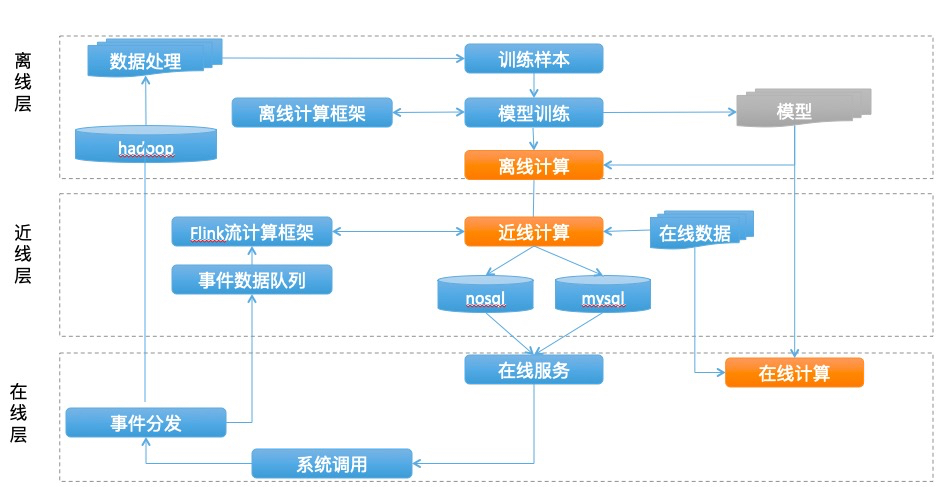 离线层
数据处理
训练样本
离线计算框架
模型训练
模型
hadoop
离线计算
近线层
Flink流计算框架
近线计算
在线数据
事件数据队列
nosql
mysql
在线层
在线服务
在线计算
事件分发
系统调用